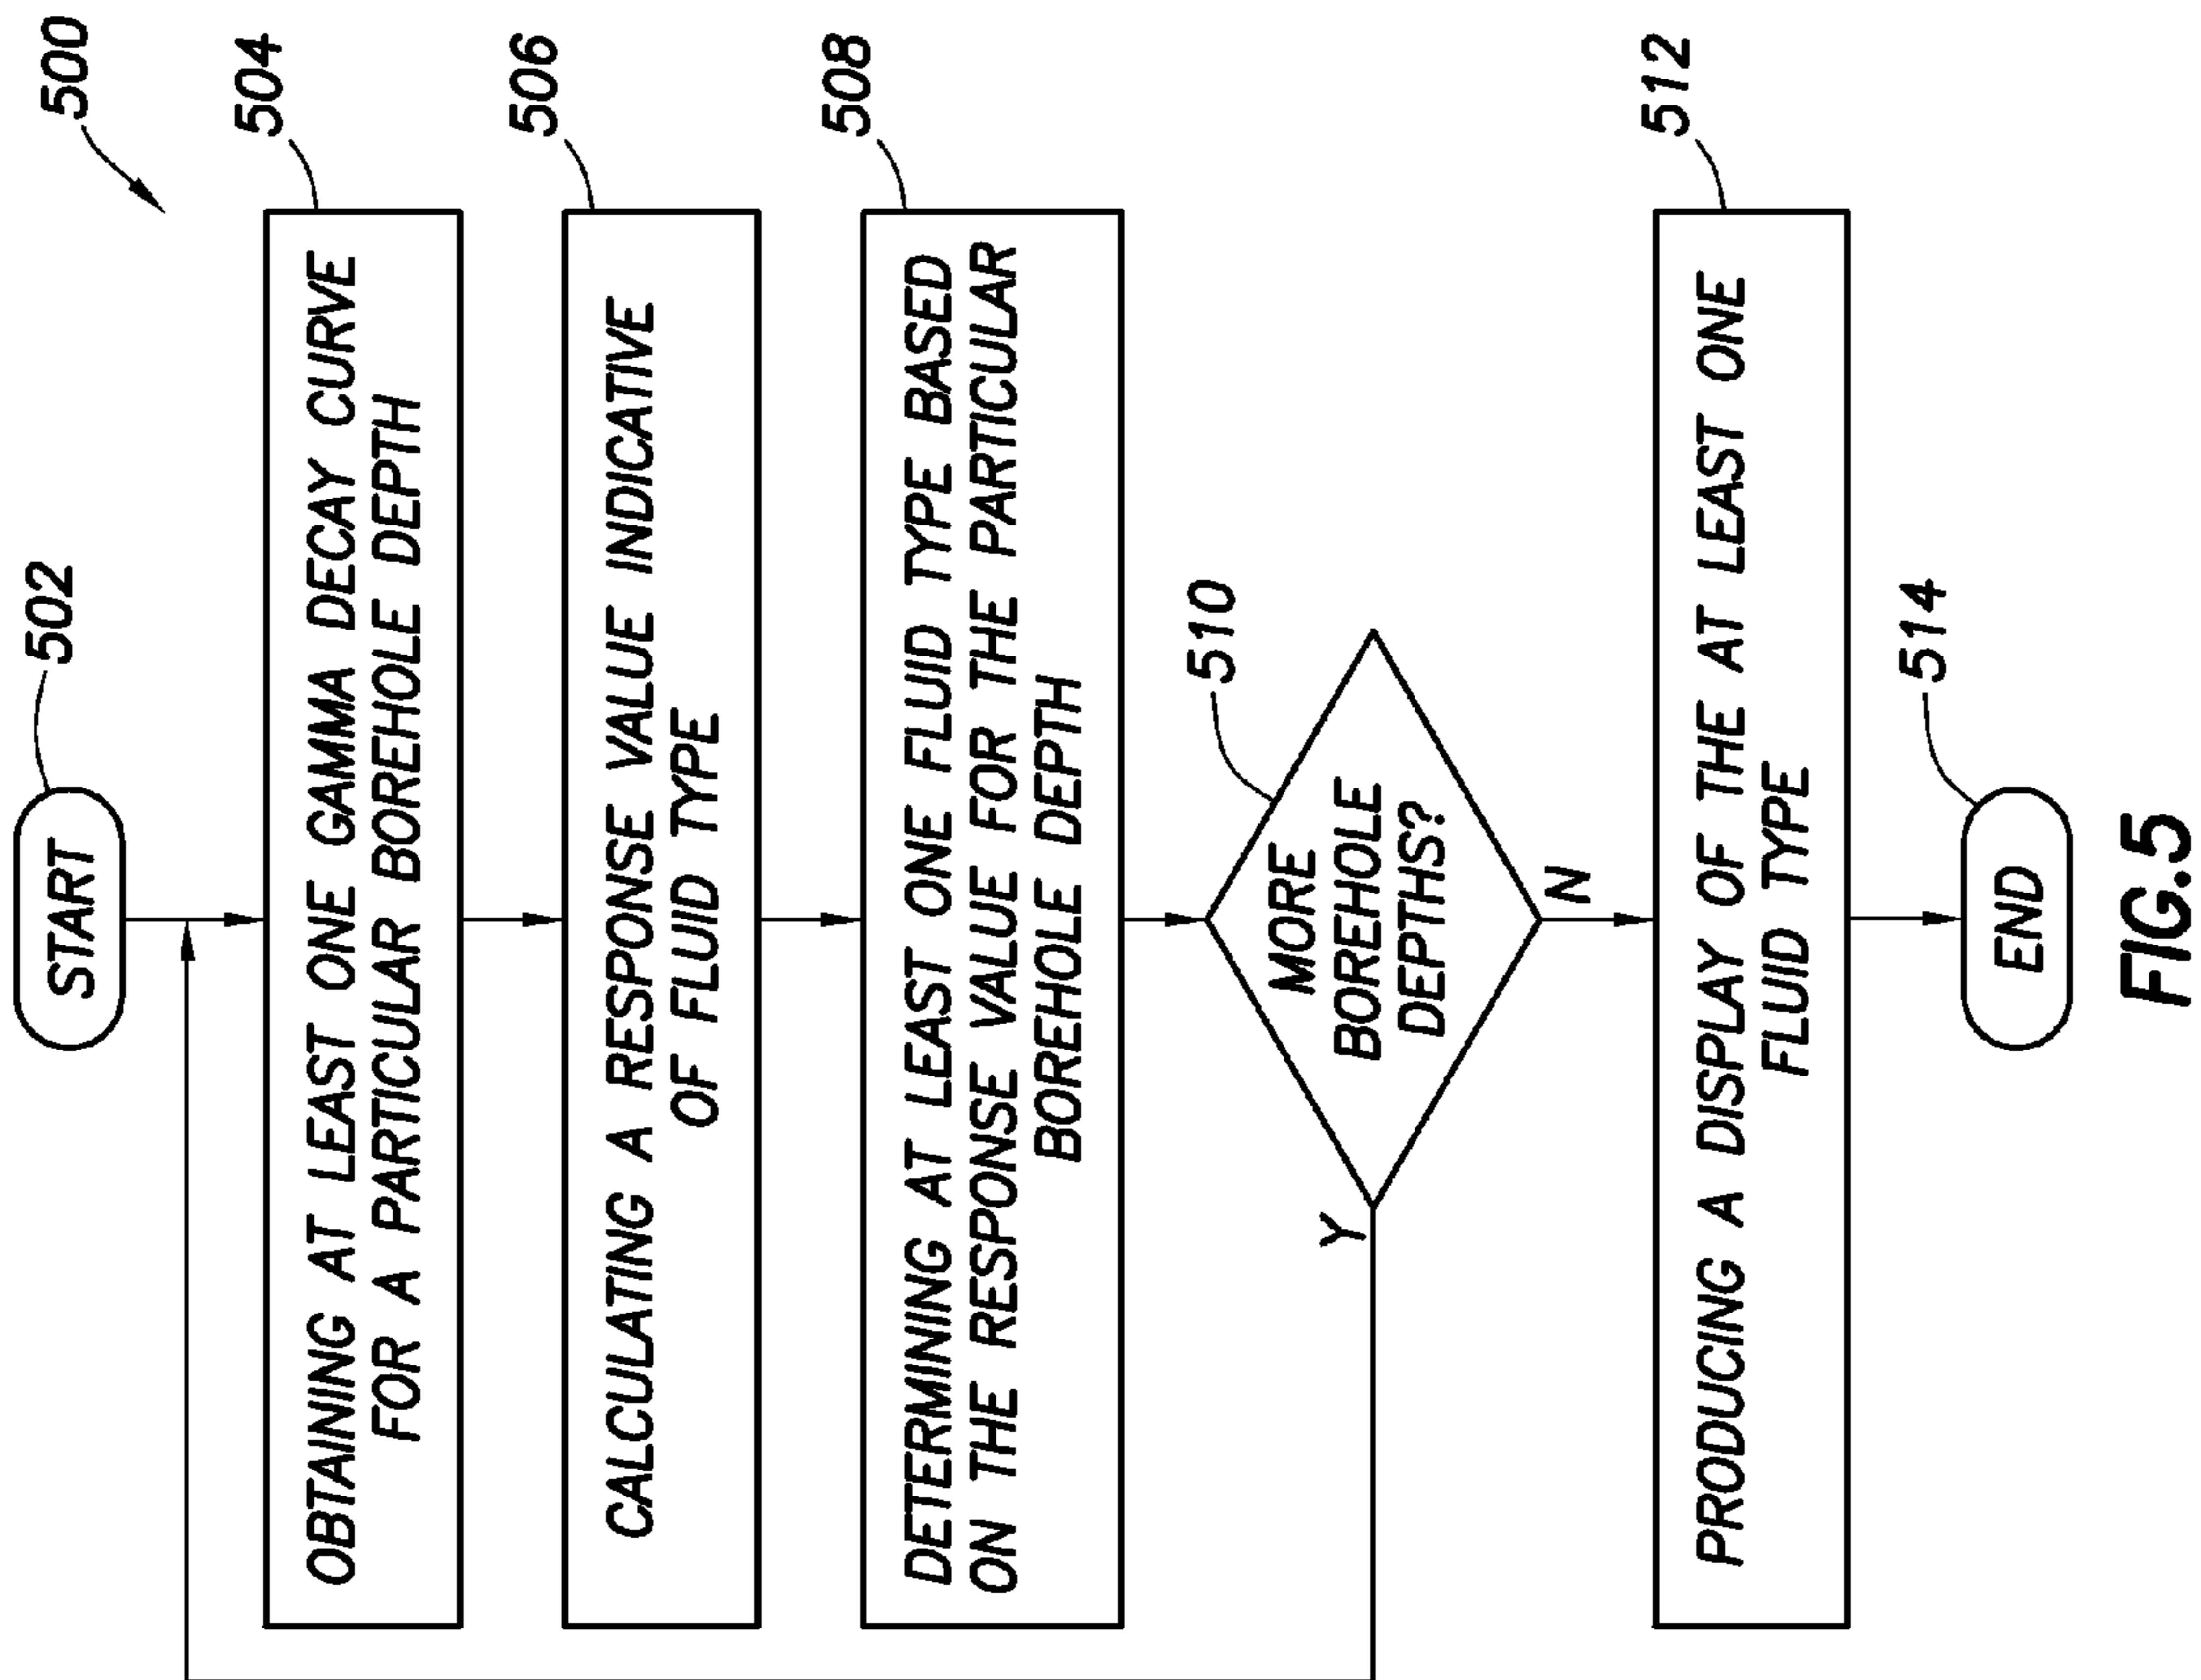 500
502
START
504
OBTAINING AT LEAST ONE GAMMA DECAY CURVE
FOR A PARTICULAR BOREHOLE DEPTH
506
CALCULATING A RESPONSE VALUE INDICATIVE
OF FLUID TYPE
508
DETERMINING AT LEAST ONE FLUID TYPE BASED
ON THE RESPONSE VALUE FOR THE PARTICULAR
BOREHOLE DEPTH
510
MORE
BOREHOLE
DEPTHS?
Y
N
512
PRODUCING A DISPLAY OF THE AT LEAST ONE
FLUID TYPE
514
END
FIG.5